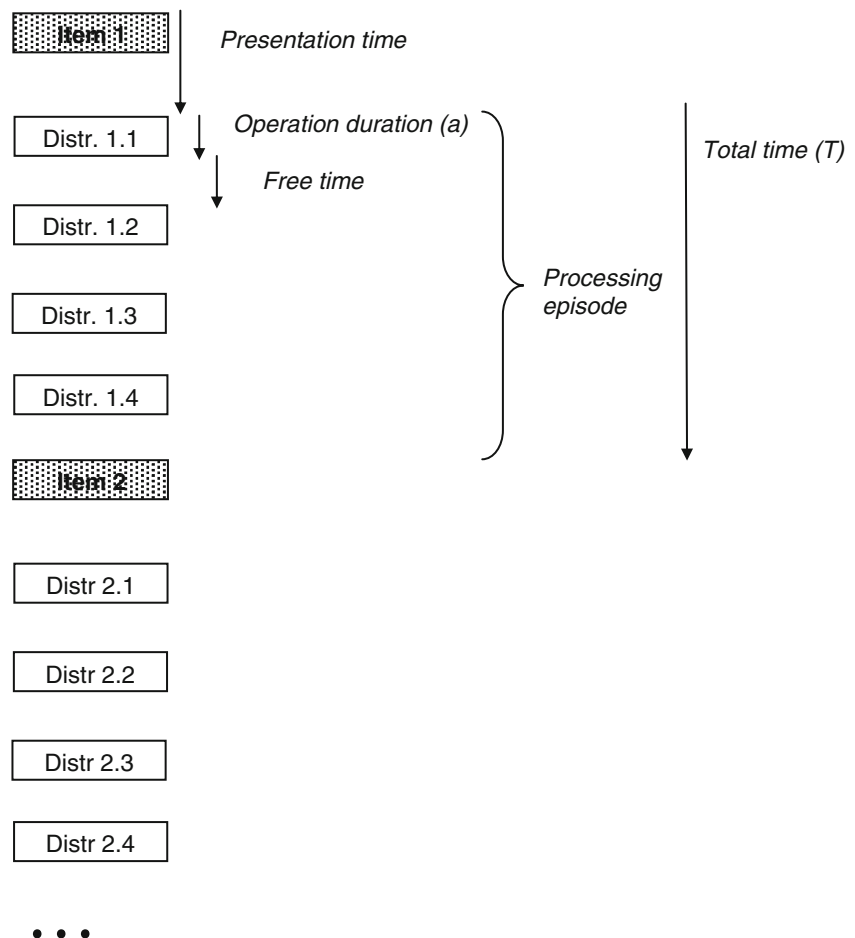 Item 1
Presentation time
Distr. 1.1
Operation duration (a)
Total time (T)
Free time
Distr. 1.2
Processing
episode
Distr. 1.3
Distr. 1.4
Item 2
Distr 2.1
Distr 2.2
Distr 2.3
Distr 2.4
...